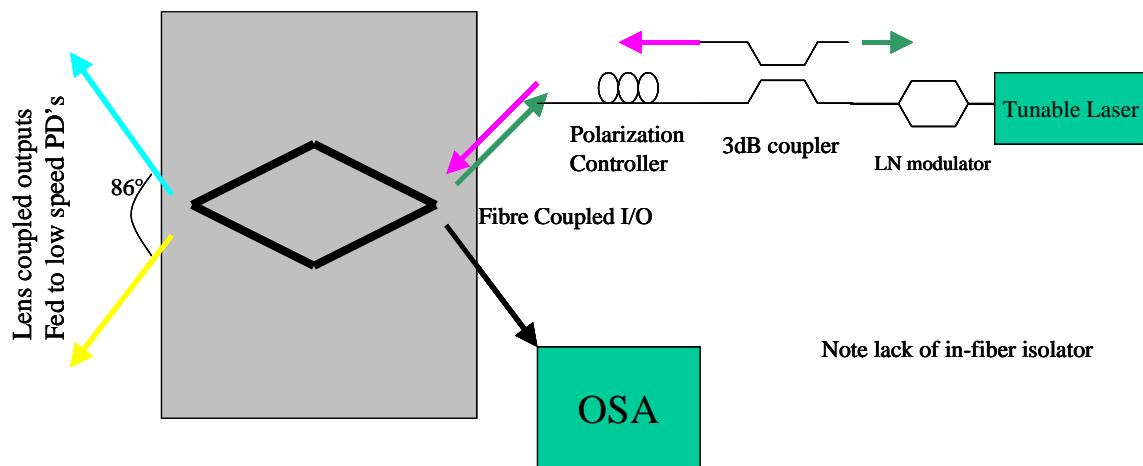 Lens coupled outputs
Fed to low speed PD's
86°
Polarization
Controller
3dB coupler
LN modulator
Tunable Laser
Fibre Coupled I/O
Note lack of in-fiber isolator
OSA